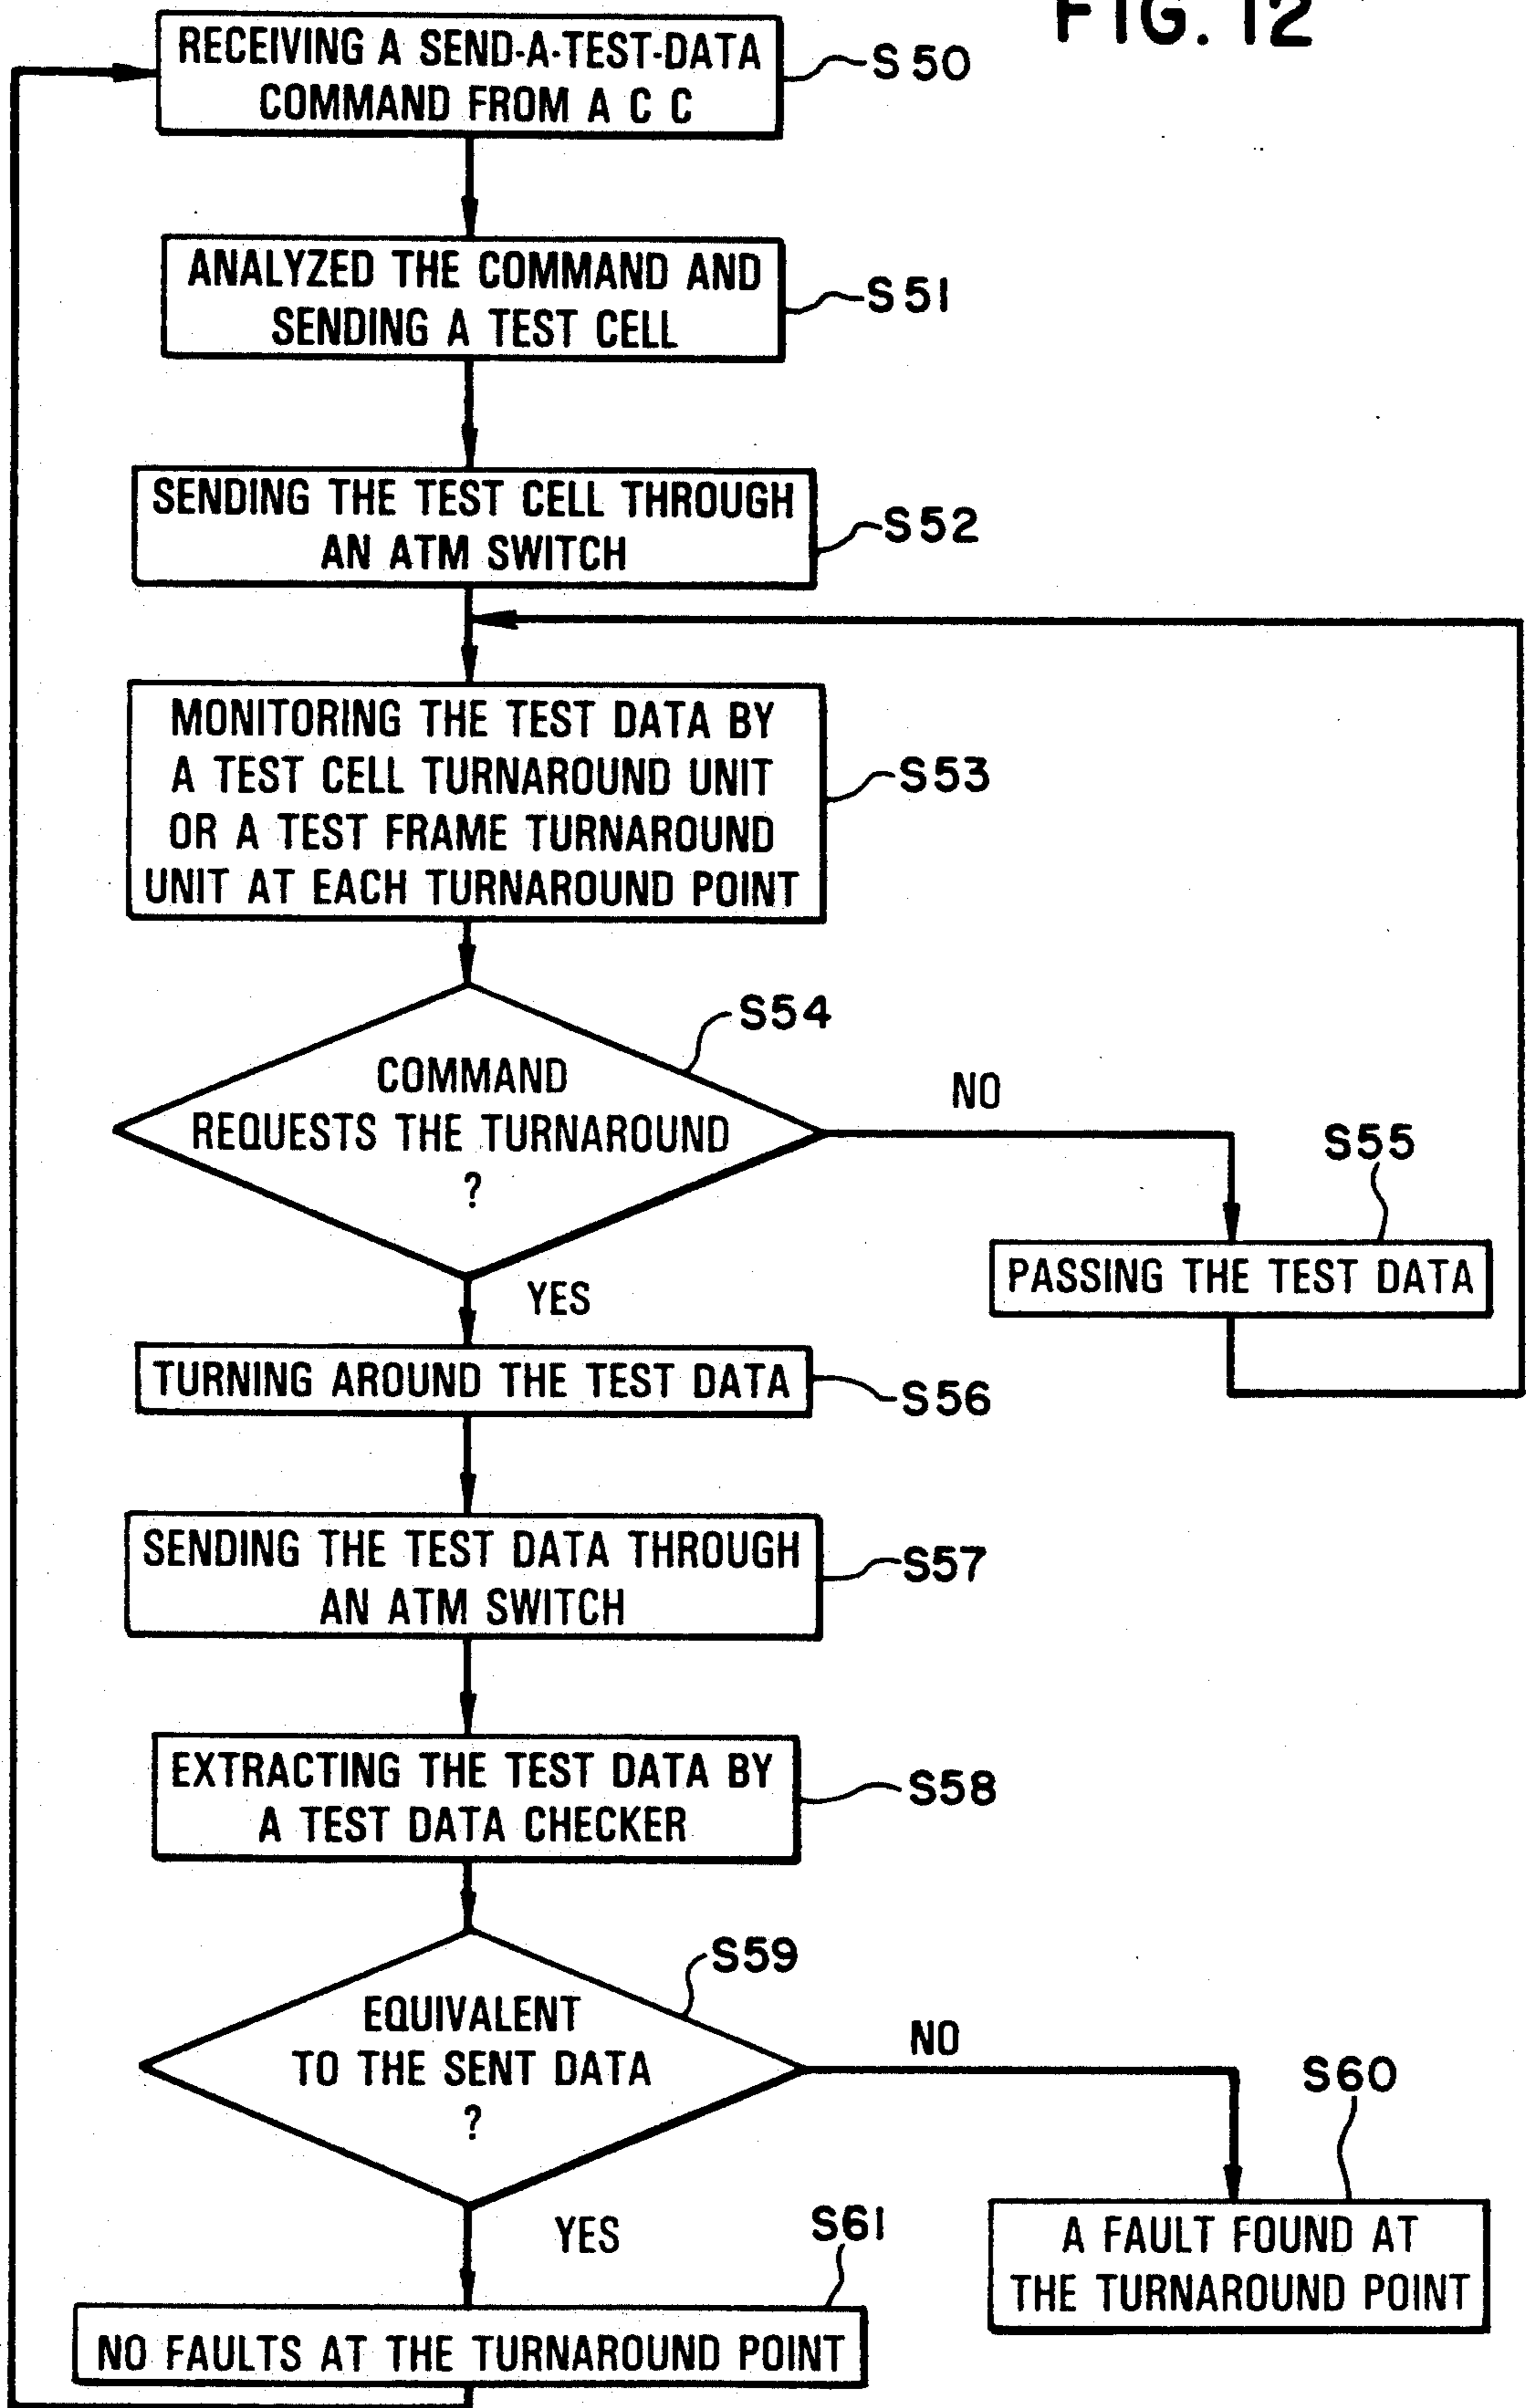 FIG. 12
RECEIVING A SEND-A-TEST-DATA
COMMAND FROM A C C
S50
ANALYZED THE COMMAND AND
SENDING A TEST CELL
S51
SENDING THE TEST CELL THROUGH
AN ATM SWITCH
S52
MONITORING THE TEST DATA BY
A TEST CELL TURNAROUND UNIT
OR A TEST FRAME TURNAROUND
UNIT AT EACH TURNAROUND POINT
S53
S54
COMMAND
REQUESTS THE TURNAROUND
?
NO
S55
PASSING THE TEST DATA
YES
TURNING AROUND THE TEST DATA
S56
SENDING THE TEST DATA THROUGH
AN ATM SWITCH
S57
EXTRACTING THE TEST DATA BY
A TEST DATA CHECKER
S58
S59
EQUIVALENT
TO THE SENT DATA
?
NO
S60
A FAULT FOUND AT
THE TURNAROUND POINT
YES
S61
NO FAULTS AT THE TURNAROUND POINT